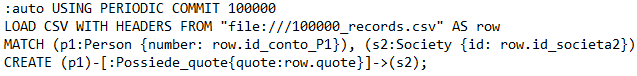 :auto USING PERIODIC COMMIT 100000
LOAD CSV WITH HEADERS FROM "file:///100000_records.csv" AS row
MATCH (p1:Person {number: row.id_conto_P1}), (s2:Society {id: row.id_societa2})
CREATE (p1)-[:Possiede_quote{quote:row.quote}]->(s2);